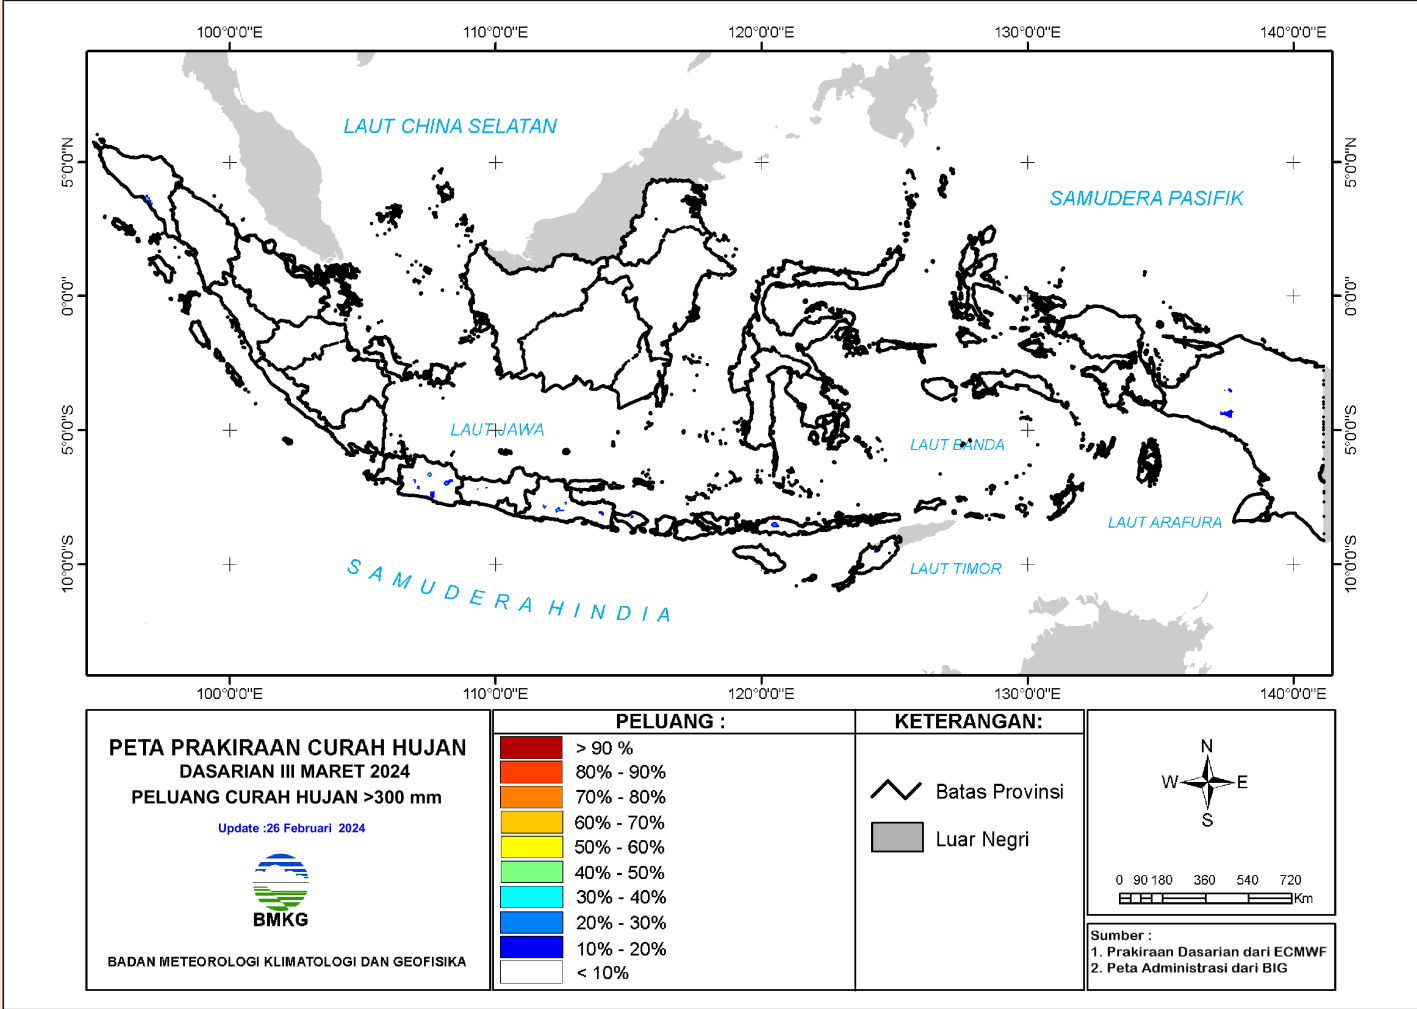 100°0'0"E 110°0'0"E 120°0'0"E 130°0'0"E 140°0'0"E
LAUT CHINA SELATAN
5°0'0"N 5°0'0"N
SAMUDERA PASIFIK
0°0'0" 0°0'0"
5°0'0"S 5°0'0"S
LAUT JAWA
LAUT BANDA
LAUT ARAFURA
10°0'0"S 10°0'0"S
LAUT TIMOR
SAMUDERA HINDIA
100°0'0"E 110°0'0"E 120°0'0"E 130°0'0"E 140°0'0"E
PETA PRAKIRAAN CURAH HUJAN
DASARIAN III MARET 2024
PELUANG CURAH HUJAN >300 mm
Update :26 Februari 2024
BMKG
BADAN METEOROLOGI KLIMATOLOGI DAN GEOFISIKA
PELUANG :
> 90 %
80% - 90%
70% - 80%
60% - 70%
50% - 60%
40% - 50%
30% - 40%
20% - 30%
10% - 20%
< 10%
KETERANGAN:
Batas Provinsi
Luar Negri
N
W E
S
0 90 180 360 540 720
Km
Sumber :
1. Prakiraan Dasarian dari ECMWF
2. Peta Administrasi dari BIG